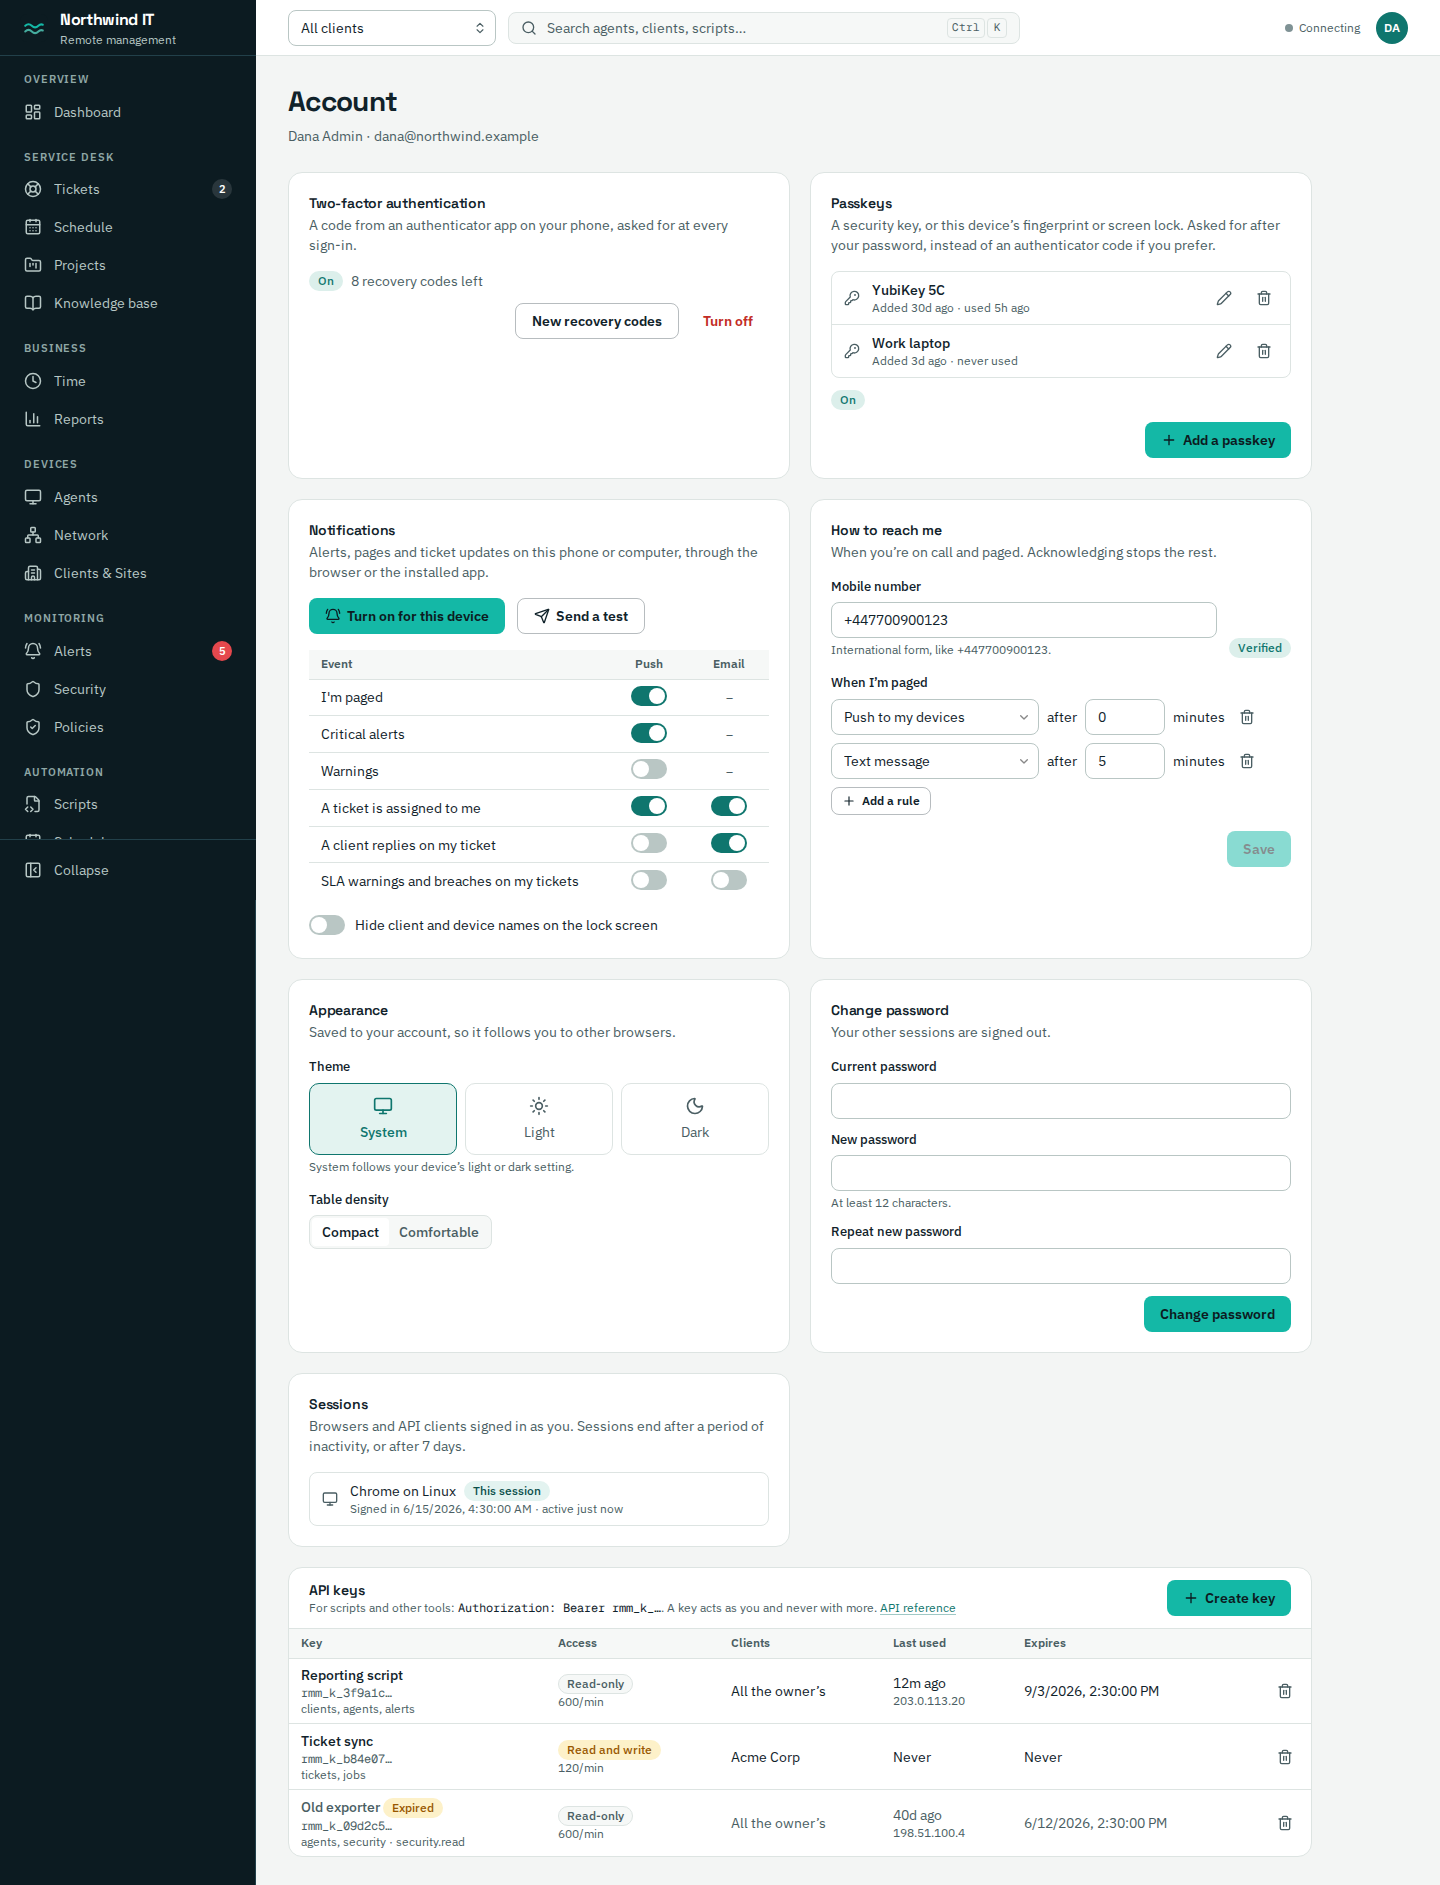 Northwind IT
Remote management
OVERVIEW
Dashboard
SERVICE DESK
Tickets 2
Schedule
Projects
Knowledge base
BUSINESS
Time
Reports
DEVICES
Agents
Network
Clients & Sites
MONITORING
Alerts 5
Security
Policies
AUTOMATION
Scripts
Collapse
All clients
Search agents, clients, scripts... Ctrl K
Connecting DA
Account
Dana Admin · dana@northwind.example
Two-factor authentication
A code from an authenticator app on your phone, asked for at every
sign-in.
On 8 recovery codes left
New recovery codes Turn off
Passkeys
A security key, or this device’s fingerprint or screen lock. Asked for after
your password, instead of an authenticator code if you prefer.
YubiKey 5C
Added 30d ago · used 5h ago
Work laptop
Added 3d ago · never used
On
Add a passkey
Notifications
Alerts, pages and ticket updates on this phone or computer, through the
browser or the installed app.
Turn on for this device Send a test
Event Push Email
I'm paged –
Critical alerts –
Warnings –
A ticket is assigned to me
A client replies on my ticket
SLA warnings and breaches on my tickets
Hide client and device names on the lock screen
How to reach me
When you’re on call and paged. Acknowledging stops the rest.
Mobile number
+447700900123
International form, like +447700900123. Verified
When I’m paged
Push to my devices after 0 minutes
Text message after 5 minutes
Add a rule
Save
Appearance
Saved to your account, so it follows you to other browsers.
Theme
System Light Dark
System follows your device’s light or dark setting.
Table density
Compact Comfortable
Change password
Your other sessions are signed out.
Current password
New password
At least 12 characters.
Repeat new password
Change password
Sessions
Browsers and API clients signed in as you. Sessions end after a period of
inactivity, or after 7 days.
Chrome on Linux This session
Signed in 6/15/2026, 4:30:00 AM · active just now
API keys
For scripts and other tools: Authorization: Bearer rmm_k_…. A key acts as you and never with more. API reference
Create key
Key Access Clients Last used Expires
Reporting script
rmm_k_3f9a1c…
clients, agents, alerts
Read-only
600/min
All the owner’s
12m ago
203.0.113.20
9/3/2026, 2:30:00 PM
Ticket sync
rmm_k_b84e07…
tickets, jobs
Read and write
120/min
Acme Corp
Never
Never
Old exporter Expired
rmm_k_09d2c5…
agents, security · security.read
Read-only
600/min
All the owner’s
40d ago
198.51.100.4
6/12/2026, 2:30:00 PM